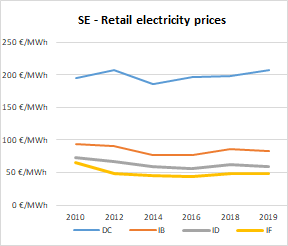 SE - Retail electricity prices
250 €/MWh
200 €/MWh
150 €/MWh
100 €/MWh
50 €/MWh
0 €/MWh
2010 2012 2014 2016 2018 2019
DC IB ID IF